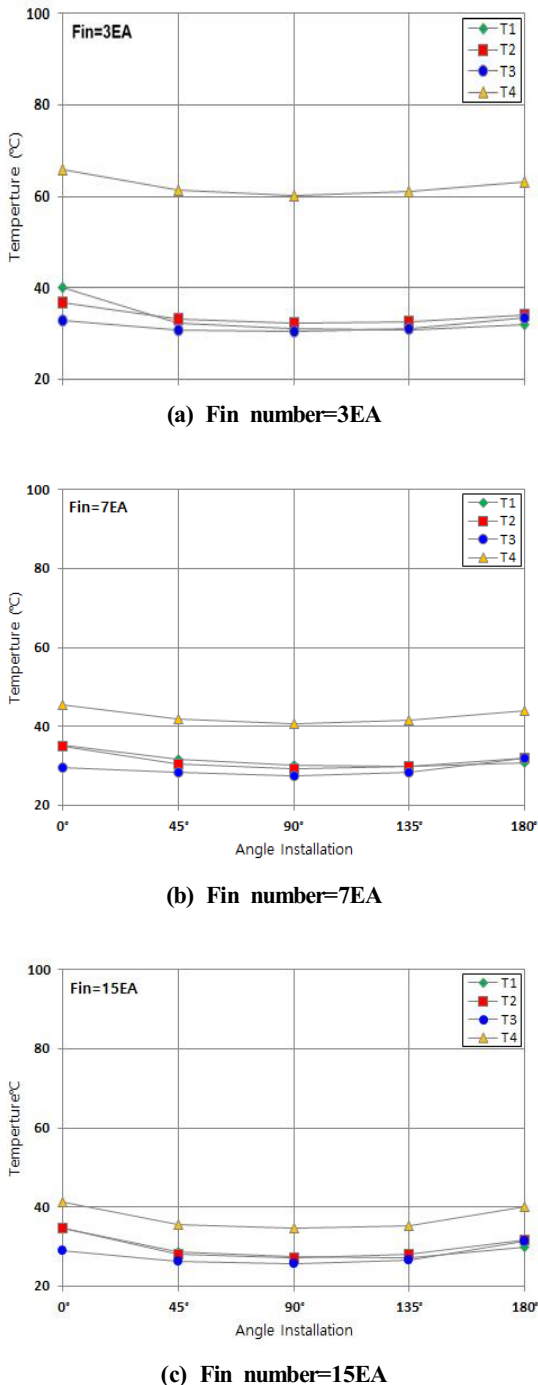 100
Fin=3EA
T1
T2
T3
T4
80
60
40
20
Temperture (℃)
(a) Fin number=3EA
100
Fin=7EA
T1
T2
T3
T4
80
60
40
20
Temperture (℃)
0° 45° 90° 135° 180°
Angle Installation
(b) Fin number=7EA
100
Fin=15EA
T1
T2
T3
T4
80
60
40
20
Temperture℃
0° 45° 90° 135° 180°
Angle Installation
(c) Fin number=15EA